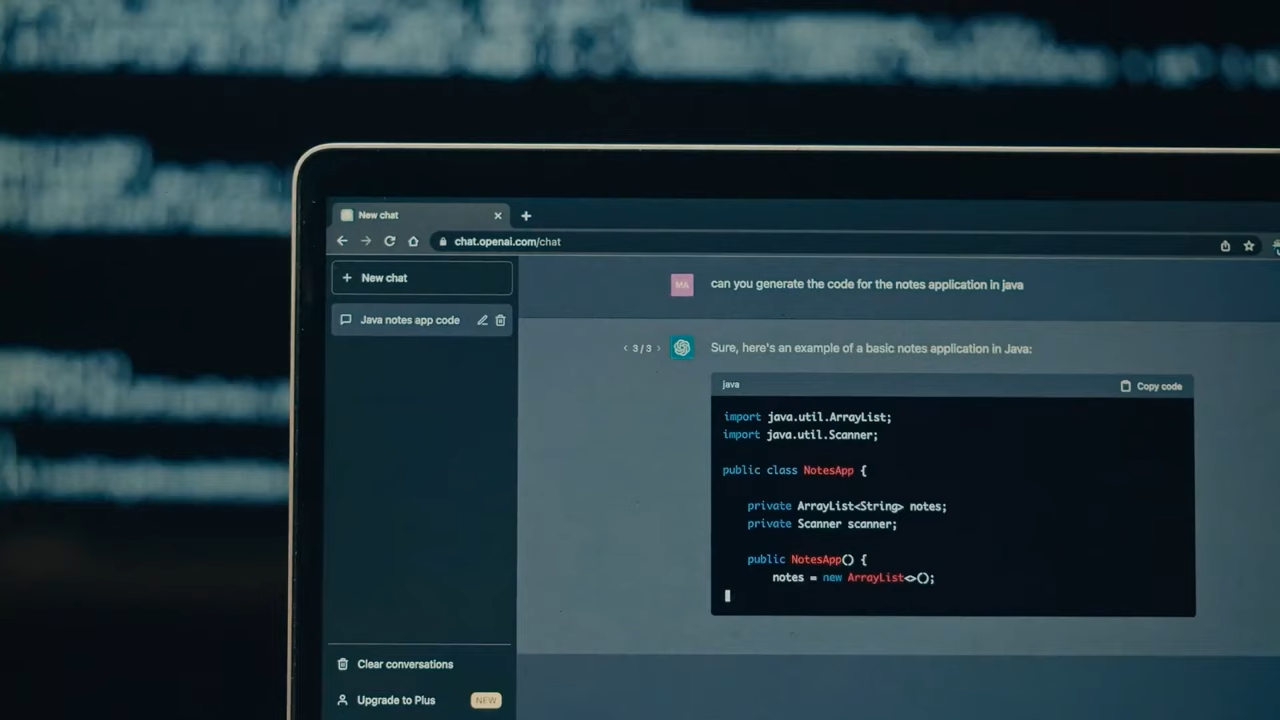 New chat
chat.openai.com/chat
New chat
Java notes app code
MA
can you generate the code for the notes application in java
3/3
Sure, here's an example of a basic notes application in Java:
java
Copy code
import java.util.ArrayList;
import java.util.Scanner;
public class NotesApp {
private ArrayList<String> notes;
private Scanner scanner;
public NotesApp() {
notes = new ArrayList<>();
Clear conversations
Upgrade to Plus
NEW